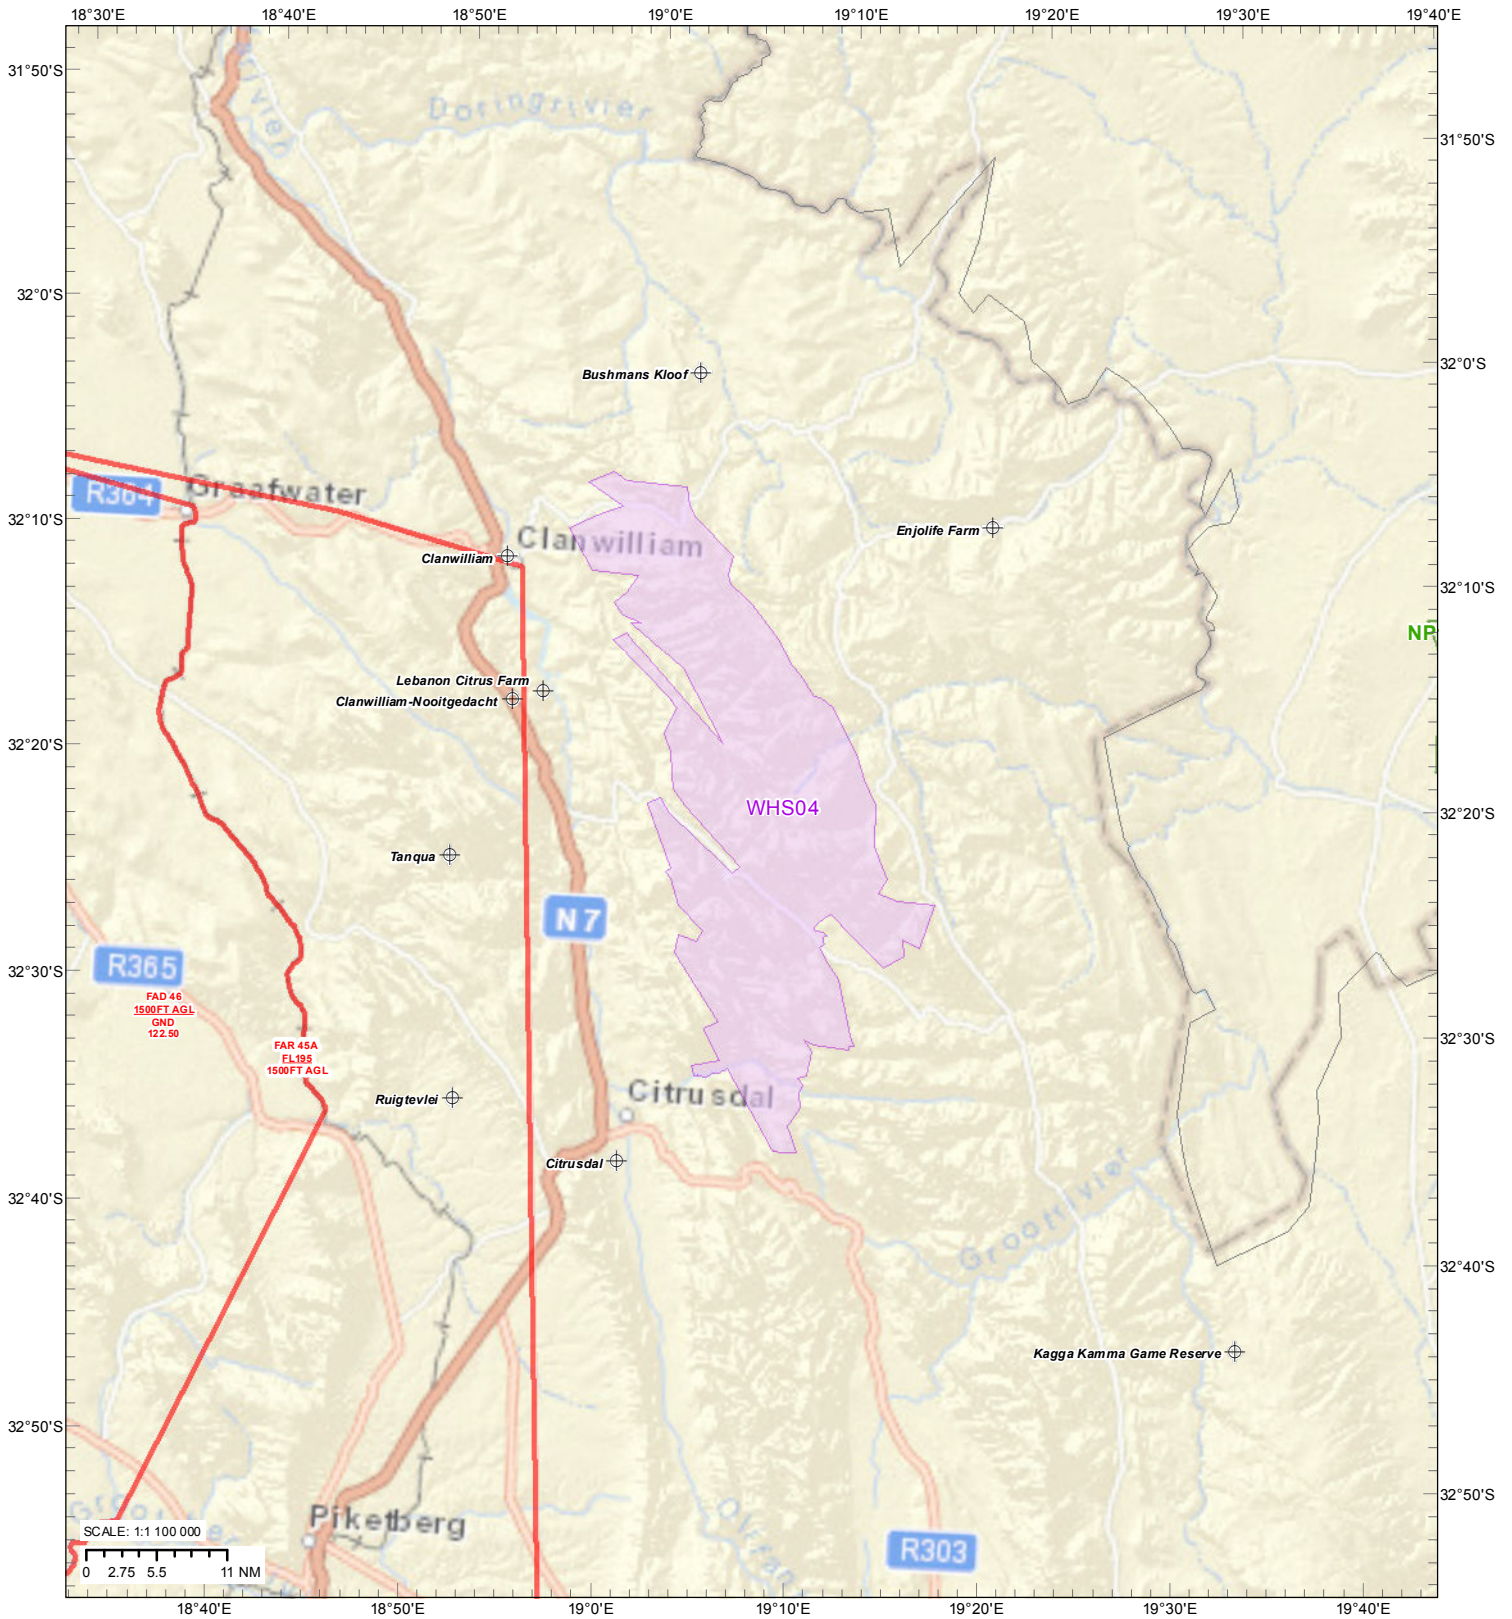 18°30'E 18°40'E 18°50'E 19°0'E 19°10'E 19°20'E 19°30'E 19°40'E
31°50'S
Doringrivier
rivier
31°50'S
32°0'S
32°0'S
Bushmans Kloof
R364
Graafwater
32°10'S
Enjolife Farm
Clanwilliam
Clanwilliam
32°10'S
NP
Lebanon Citrus Farm
Clanwilliam-Nooitgedacht
32°20'S
WHS04
32°20'S
Tanqua
N7
R365
32°30'S
FAD 46
1500FT AGL
GND
122.50
FAR 45A
FL195
1500FT AGL
32°30'S
Citrusdal
Ruigtevlei
Citrusdal
Grootrivier
32°40'S
32°40'S
Kagga Kamma Game Reserve
32°50'S
32°50'S
Piketberg
SCALE: 1:1 100 000
R303
0 2.75 5.5 11 NM
18°40'E 18°50'E 19°0'E 19°10'E 19°20'E 19°30'E 19°40'E